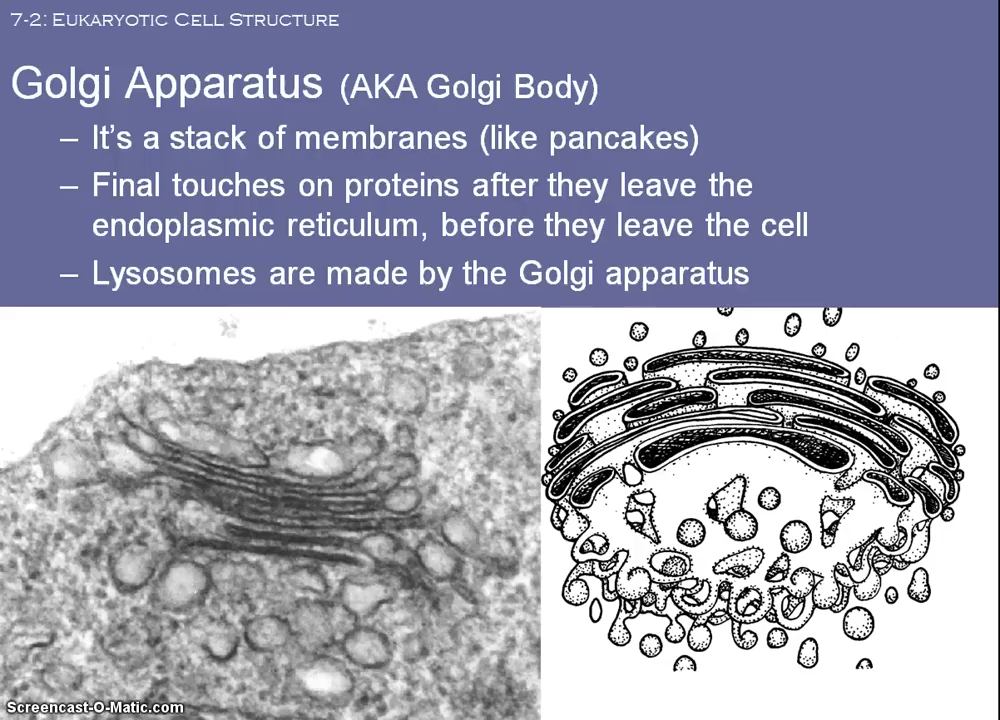 7-2: Eukaryotic Cell Structure
Golgi Apparatus (AKA Golgi Body)
– It’s a stack of membranes (like pancakes)
– Final touches on proteins after they leave the
endoplasmic reticulum, before they leave the cell
– Lysosomes are made by the Golgi apparatus
Screencast-O-Matic.com